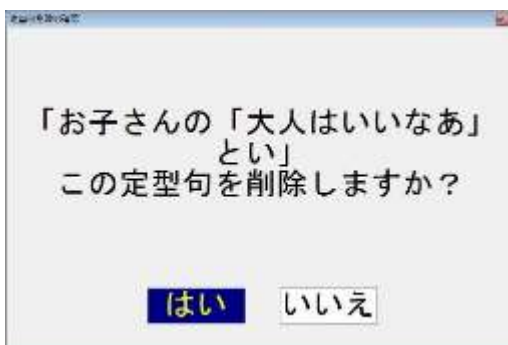 「お子さんの「大人はいいなあ」
とい」
この定型句を削除しますか？
はい
いいえ